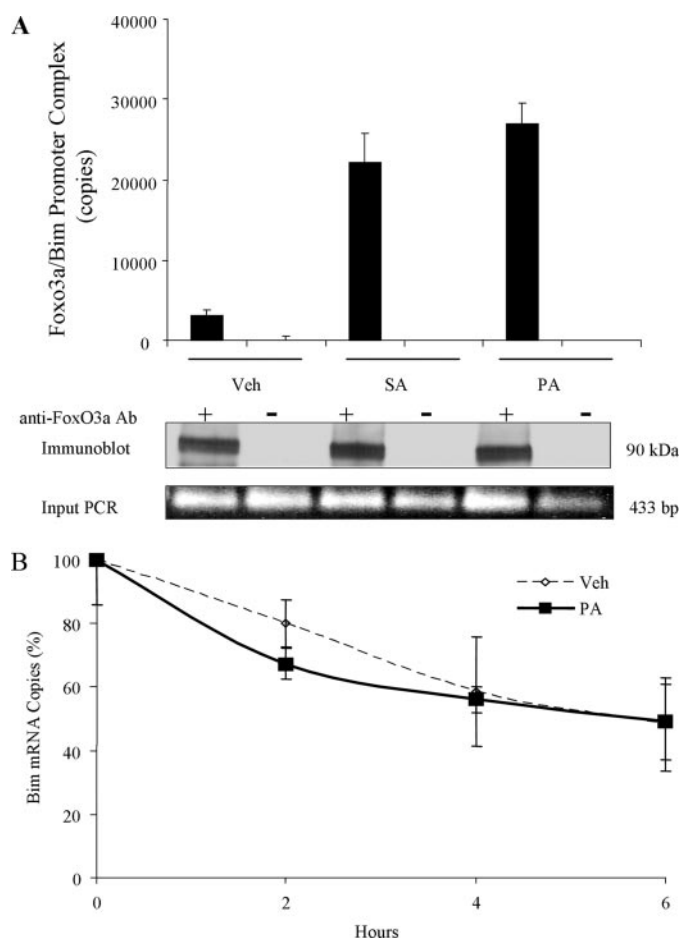 A
Foxo3a/Bim Promoter Complex
(copies)
40000
30000
20000
10000
0
Veh SA PA
anti-FoxO3a Ab + - + - + -
Immunoblot 90 kDa
Input PCR 433 bp
B
Bim mRNA Copies (%)
100
80
60
40
20
0
Veh
PA
0 2 4 6
Hours